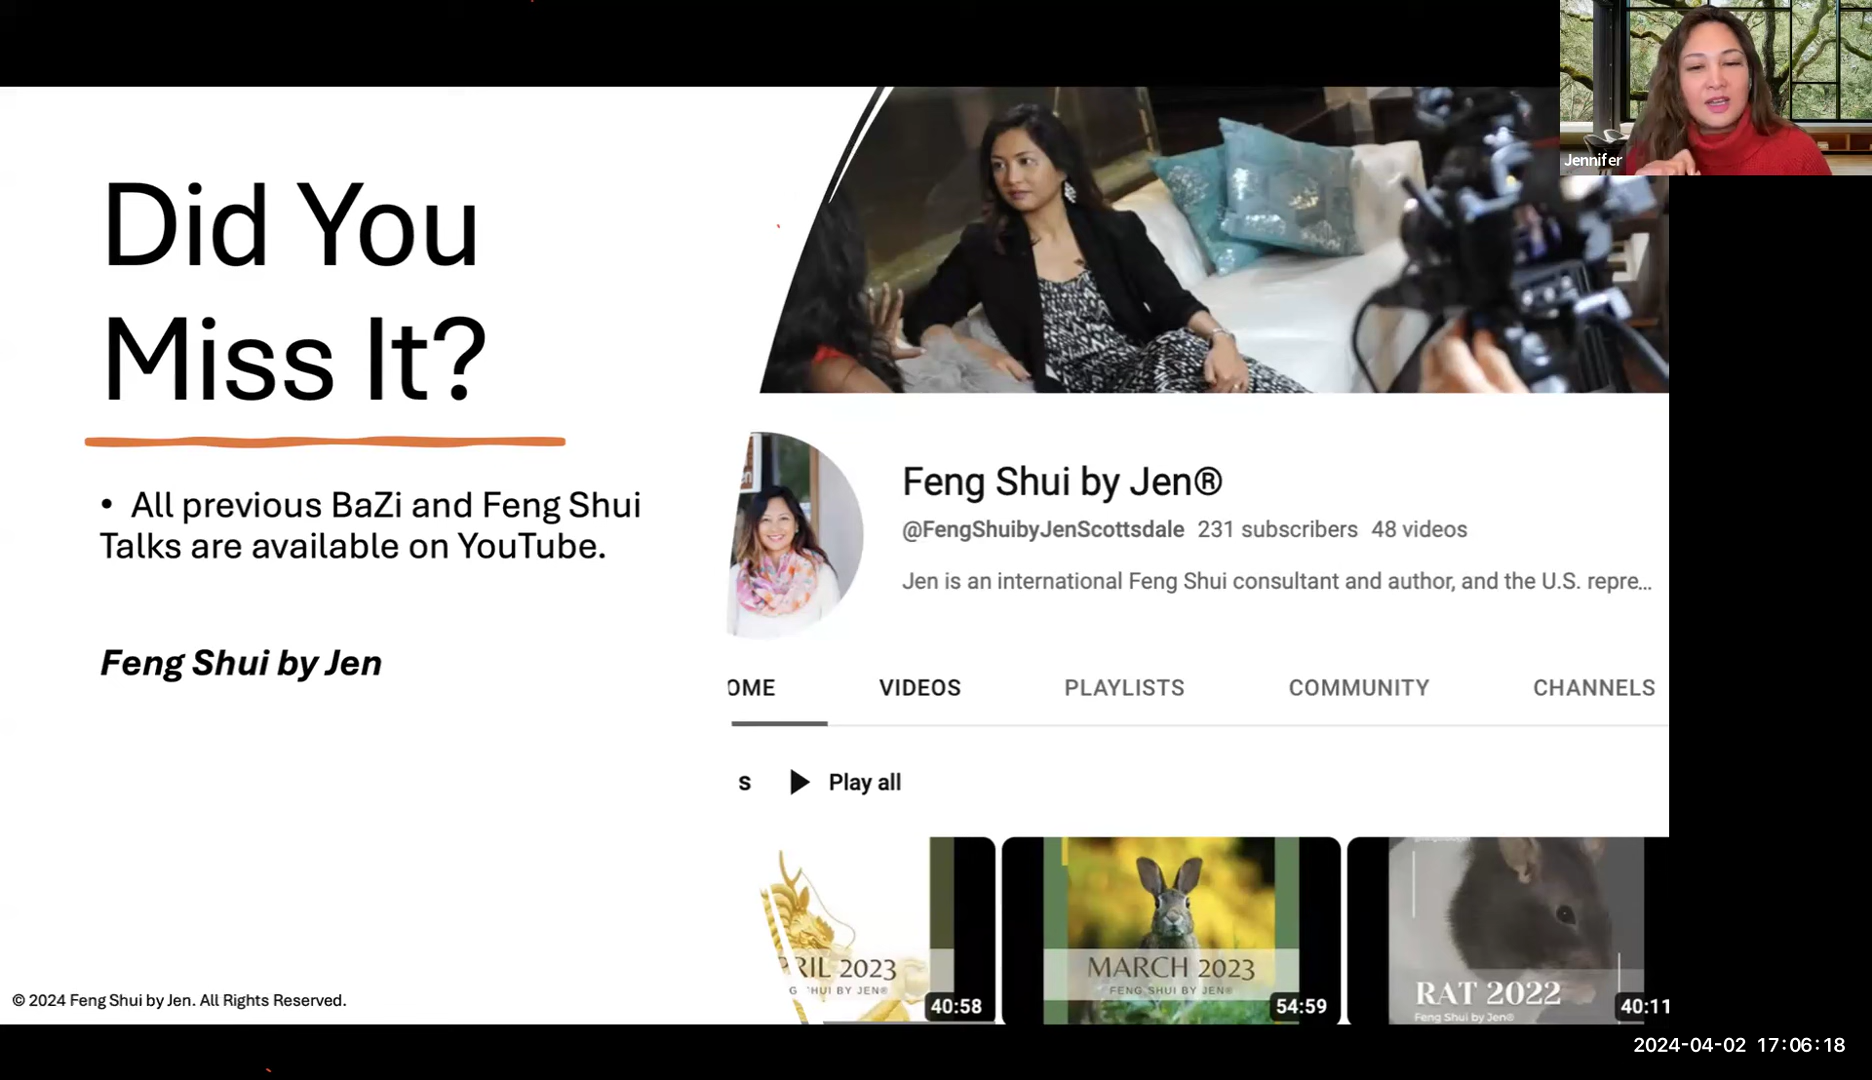 Jennifer
Did You
Miss It?
• All previous BaZi and Feng Shui
Talks are available on YouTube.
Feng Shui by Jen
© 2024 Feng Shui by Jen. All Rights Reserved.
Feng Shui by Jen®
@FengShuibyJenScottsdale 231 subscribers 48 videos
Jen is an international Feng Shui consultant and author, and the U.S. repre...
OME VIDEOS PLAYLISTS COMMUNITY CHANNELS
s Play all
RIL 2023
G SHUI BY JEN®
40:58
MARCH 2023
FENG SHUI BY JEN®
54:59
RAT 2022
Feng Shui by Jen®
40:11
2024-04-02 17:06:18